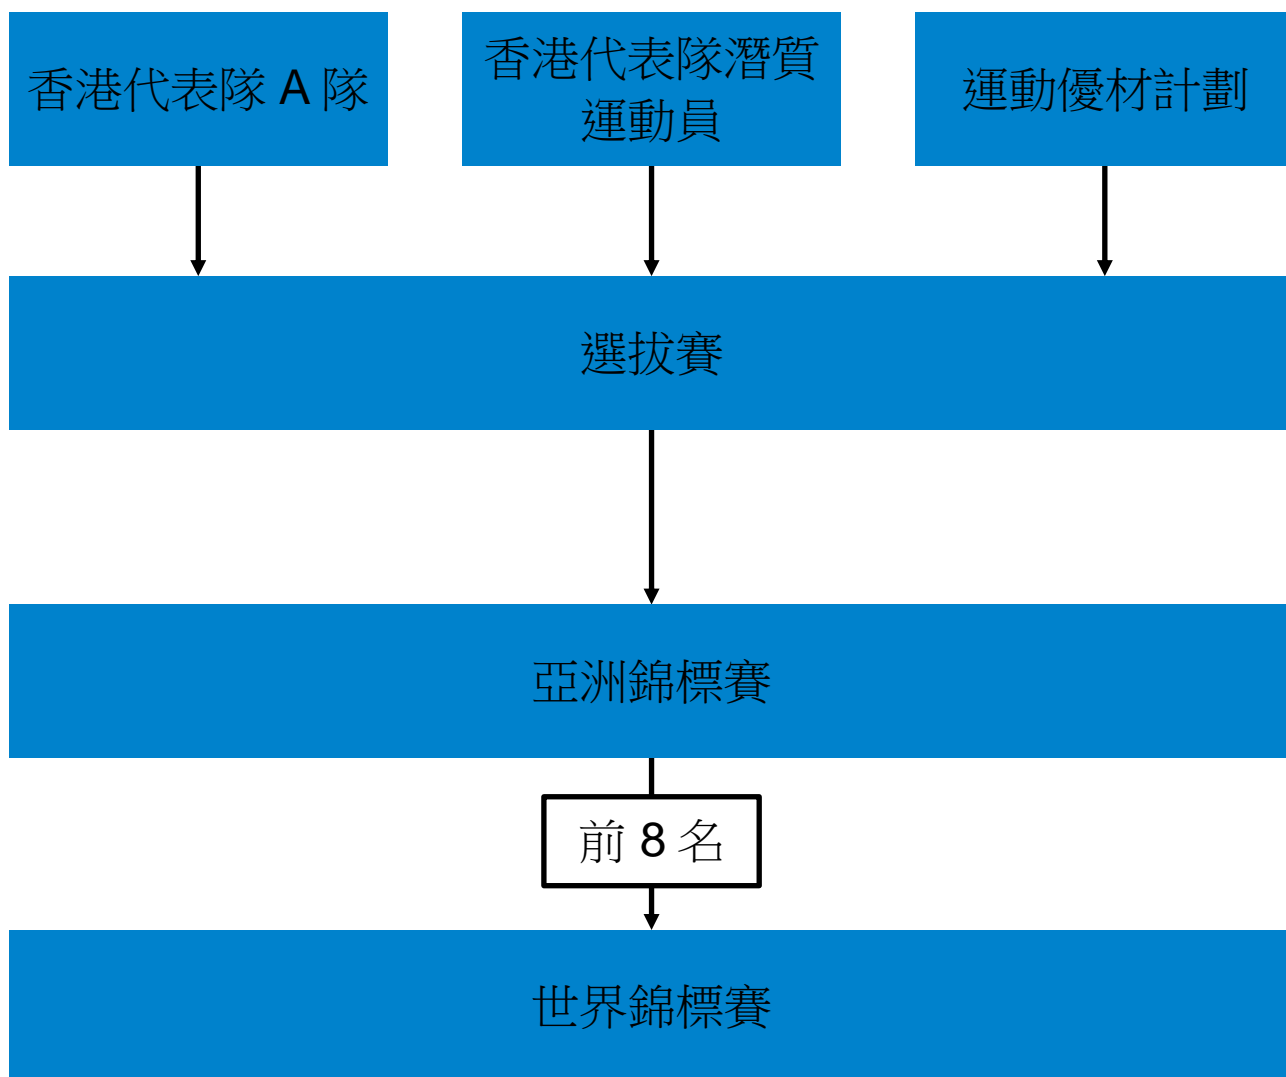 香港代表隊 A 隊
香港代表隊潛質
運動員
運動優材計劃
選拔賽
亞洲錦標賽
前 8 名
世界錦標賽